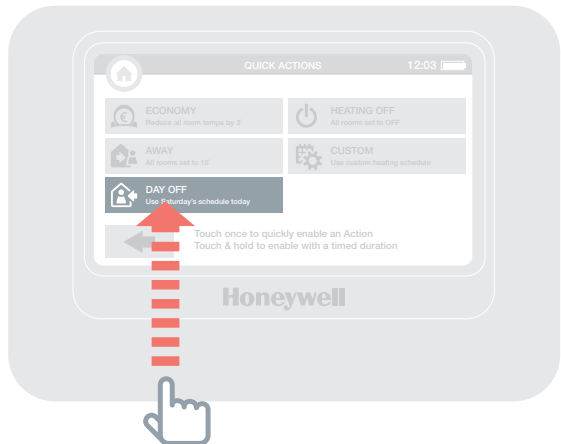 QUICK ACTIONS 12:03
ECONOMY
Reduce all room temps by 3°
HEATING OFF
All rooms set to OFF
AWAY
All rooms set to 15°
CUSTOM
Use custom heating schedule
DAY OFF
Use Saturday's schedule today
Touch once to quickly enable an Action
Touch & hold to enable with a timed duration
Honeywell